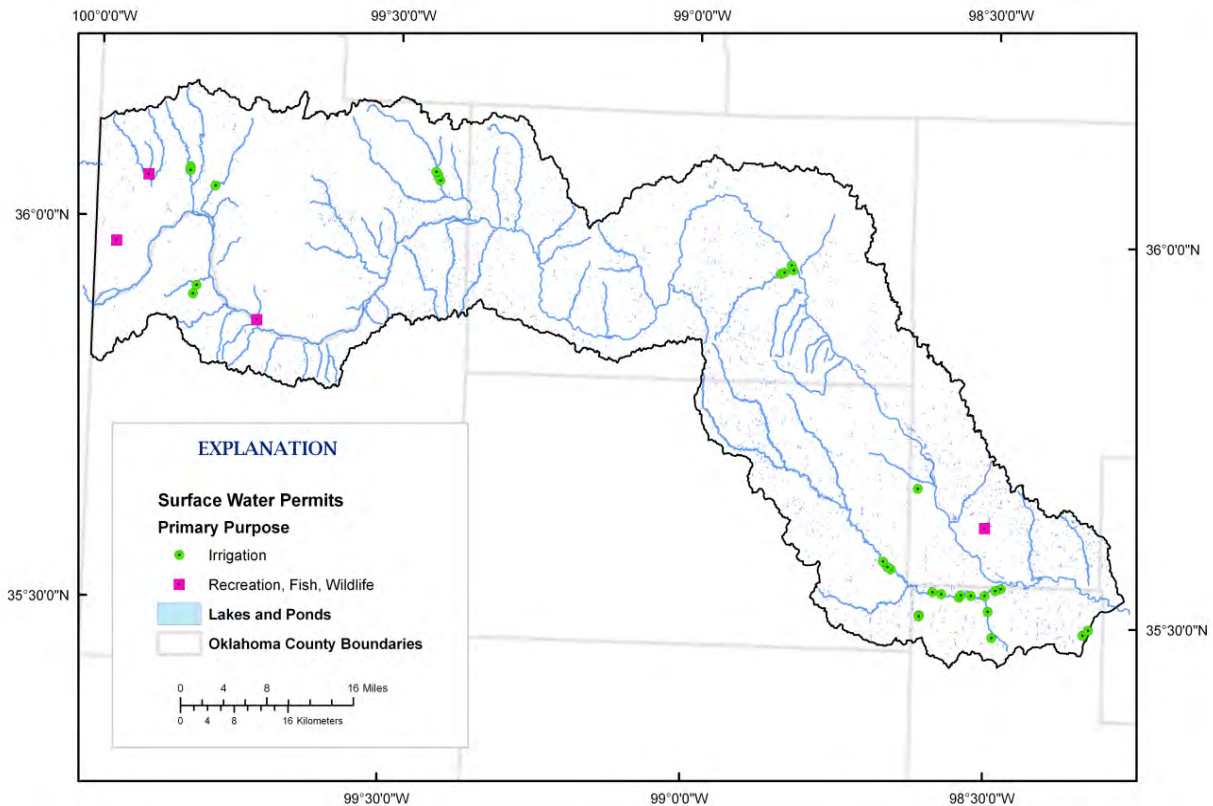 100°0'0"W 99°30'0"W 99°0'0"W 98°30'0"W
36°0'0"N
36°0'0"N
35°30'0"N
35°30'0"N
EXPLANATION
Surface Water Permits
Primary Purpose
Irrigation
Recreation, Fish, Wildlife
Lakes and Ponds
Oklahoma County Boundaries
0 4 8 16 Miles
0 4 8 16 Kilometers
99°30'0"W 99°0'0"W 98°30'0"W